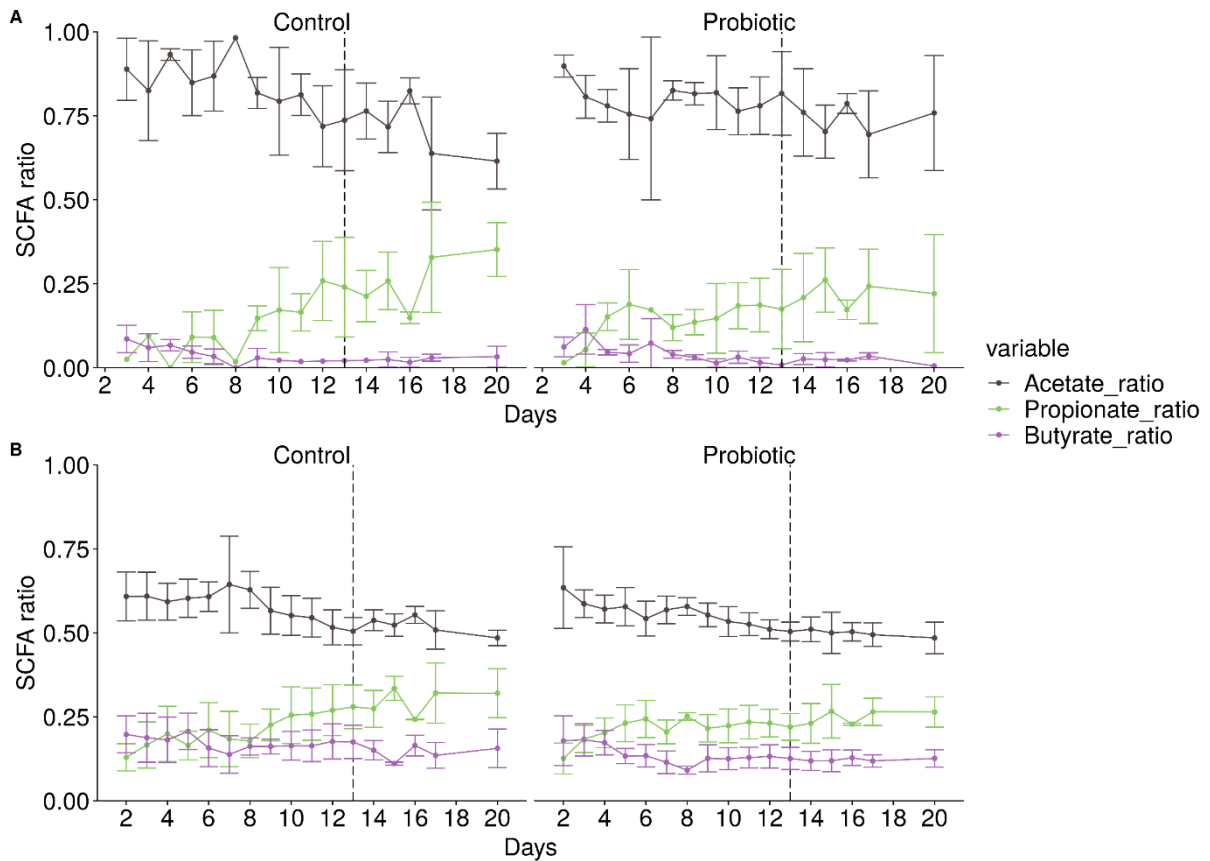 A
Control Probiotic
SCFA ratio
1.00
0.75
0.50
0.25
0.00
2 4 6 8 10 12 14 16 18 20 2 4 6 8 10 12 14 16 18 20
Days
variable
Acetate_ratio
Propionate_ratio
Butyrate_ratio
B
Control Probiotic
SCFA ratio
1.00
0.75
0.50
0.25
0.00
2 4 6 8 10 12 14 16 18 20 2 4 6 8 10 12 14 16 18 20
Days